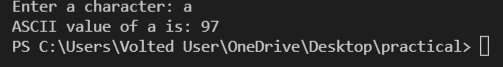 Enter a character: a
ASCII value of a is: 97
PS C:\Users\Volted User\OneDrive\Desktop\practical>